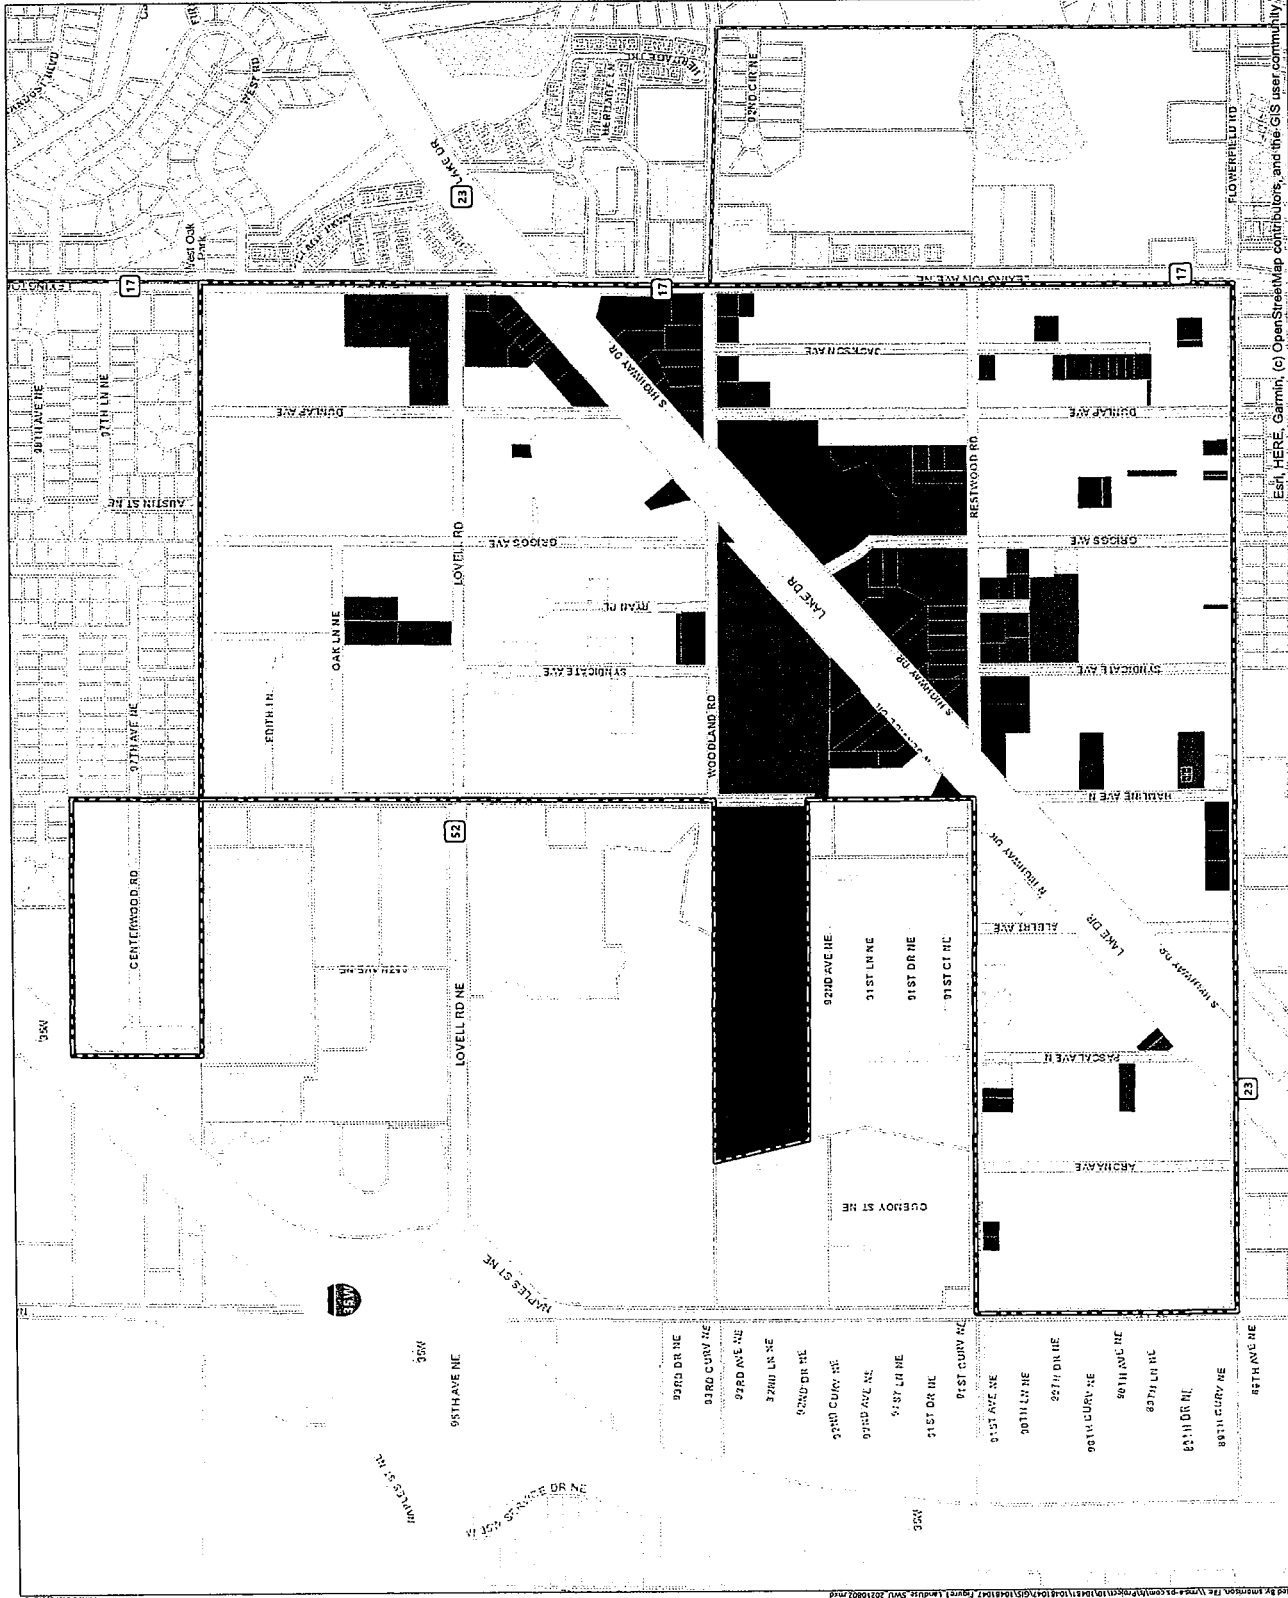 WEST RD
LAKE DR
23
HERITAGE LN
92ND CIR NE
West Oak
Park
FLOWERFIELD RD
17
17
17
LEXINGTON AVE NE
98TH AVE NE
97TH LN NE
AUSTIN ST NE
DUNLAP AVE
S HIGHWAY DR
JACKSON AVE
DUNLAP AVE
LOVELL RD
GRIGGS AVE
RESTWOOD RD
GRIGGS AVE
OAK LN NE
RYAN PL
SYNDICATE AVE
LAKE DR
S HIGHWAY DR
SYNDICATE AVE
EDITH LN
97TH AVE NE
WOODLAND RD
HAMLINE AVE N
52
CENTERWOOD RD
N HIGHWAY DR
ALBERT AVE
LAKE DR
S HIGHWAY DR
92ND AVE NE
91ST LN NE
91ST DR NE
91ST CT NE
35W
LOVELL RD NE
PASCAL AVE N
23
ARONA AVE
NAPLES ST NE
35W
35W
95TH AVE NE
93RD DR NE
93RD CURV NE
93RD AVE NE
92ND LN NE
92ND DR NE
92ND CURV NE
92ND AVE NE
91ST LN NE
91ST DR NE
91ST CURV NE
91ST AVE NE
90TH LN NE
90TH DR NE
90TH CURV NE
90TH AVE NE
89TH LN NE
89TH DR NE
89TH CURV NE
89TH AVE NE
NAPLES ST NE
W 35W SERVICE DR NE
35W
Esri, HERE, Garmin, (c) OpenStreetMap contributors, and the GIS user community